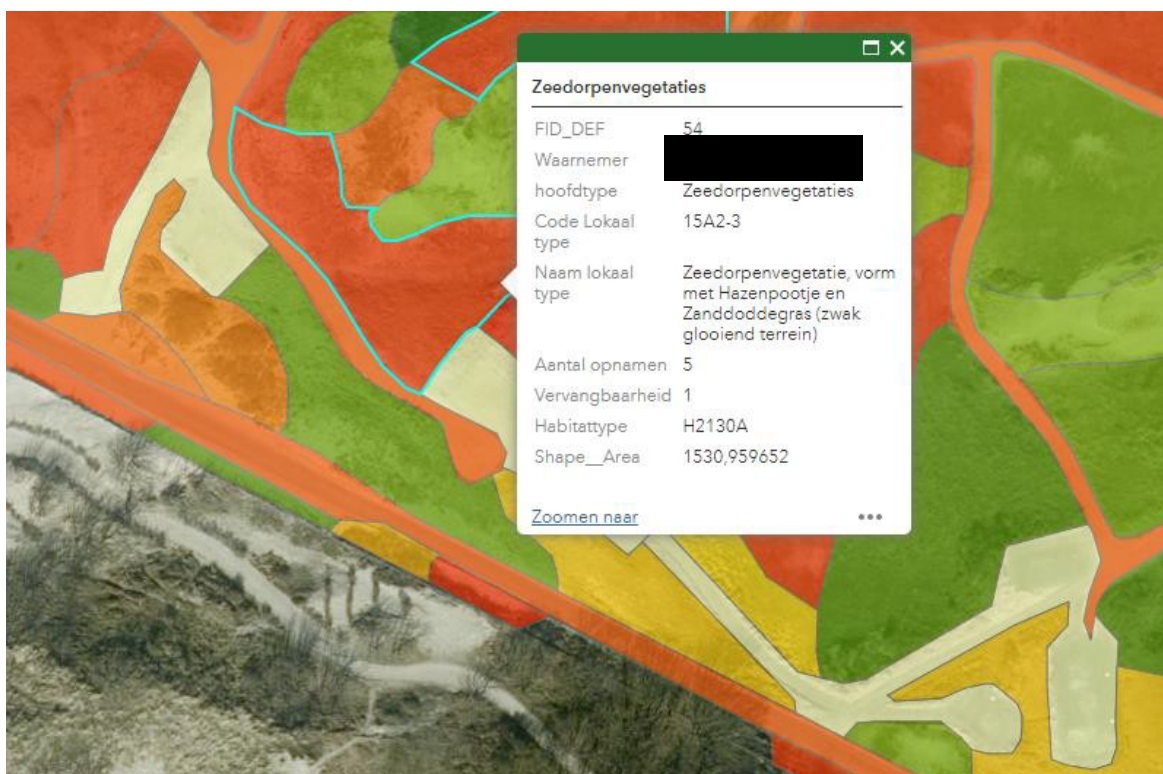 Zeedorpenvegetaties
FID_DEF 54
Waarnemer
hoofdtype Zeedorpenvegetaties
Code Lokaal 15A2-3
type
Naam lokaal Zeedorpenvegetatie, vorm
type met Hazenpootje en
Zanddoddegras (zwak
glooiend terrein)
Aantal opnamen 5
Vervangbaarheid 1
Habitattype H2130A
Shape__Area 1530,959652
Zoomen naar